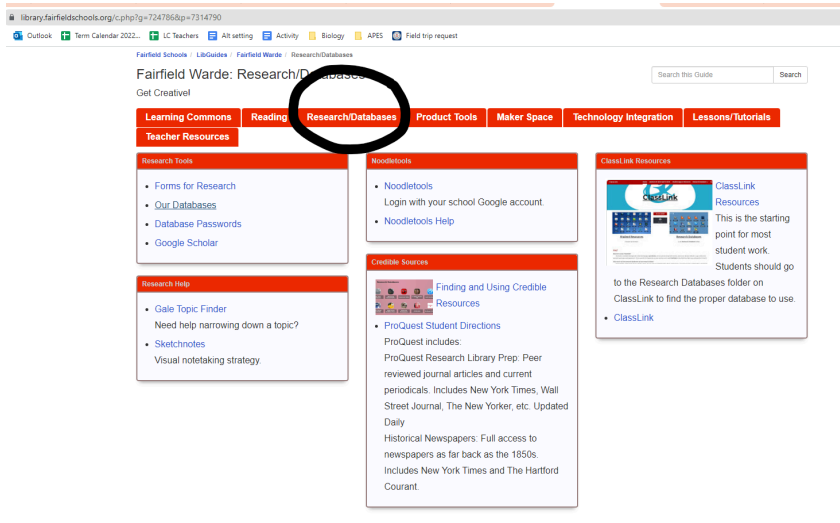 library.fairfieldschools.org/c.php?g=724786&p=7314790
Outlook Term Calendar 2022... LC Teachers Alt setting Activity Biology APES Field trip request
Fairfield Schools / LibGuides / Fairfield Warde / Research/Databases
Fairfield Warde: Research/Databases
Search this Guide Search
Get Creative!
Learning Commons Reading Research/Databases Product Tools Maker Space Technology Integration Lessons/Tutorials
Teacher Resources
Research Tools
Forms for Research
Our Databases
Database Passwords
Google Scholar
Research Help
Gale Topic Finder
Need help narrowing down a topic?
Sketchnotes
Visual notetaking strategy.
Noodletools
Noodletools
Login with your school Google account.
Noodletools Help
Credible Sources
Finding and Using Credible
Resources
ProQuest Student Directions
ProQuest includes:
ProQuest Research Library Prep: Peer
reviewed journal articles and current
periodicals. Includes New York Times, Wall
Street Journal, The New Yorker, etc. Updated
Daily
Historical Newspapers: Full access to
newspapers as far back as the 1850s.
Includes New York Times and The Hartford
Courant.
ClassLink Resources
ClassLink
ClassLink
Resources
This is the starting
point for most
student work.
Students should go
to the Research Databases folder on
ClassLink to find the proper database to use.
ClassLink